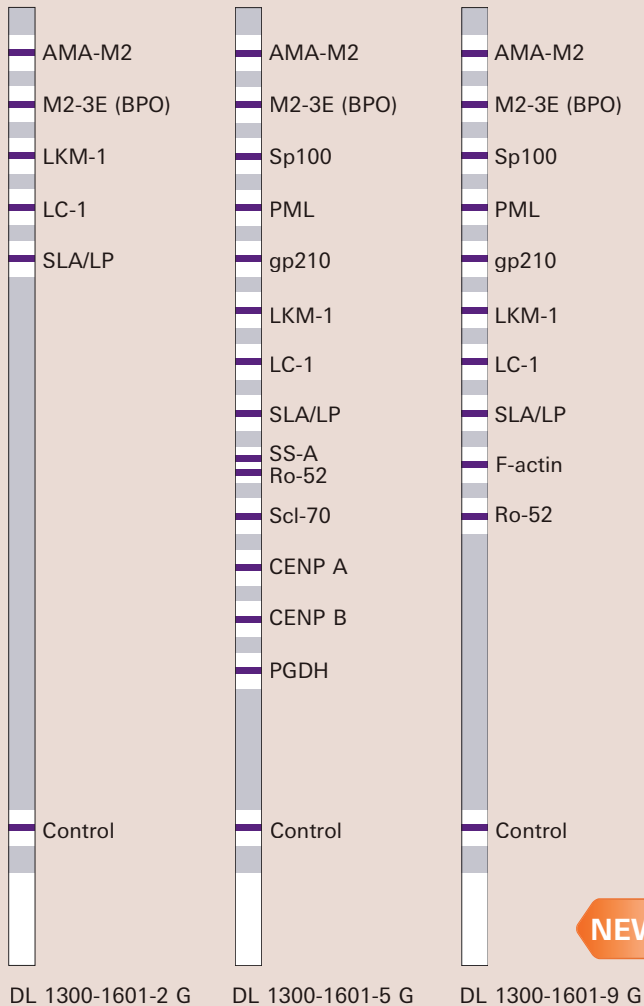 AMA-M2
M2-3E (BPO)
LKM-1
LC-1
SLA/LP
Control
DL 1300-1601-2 G
AMA-M2
M2-3E (BPO)
Sp100
PML
gp210
LKM-1
LC-1
SLA/LP
SS-A
Ro-52
Scl-70
CENP A
CENP B
PGDH
Control
DL 1300-1601-5 G
AMA-M2
M2-3E (BPO)
Sp100
PML
gp210
LKM-1
LC-1
SLA/LP
F-actin
Ro-52
Control
DL 1300-1601-9 G